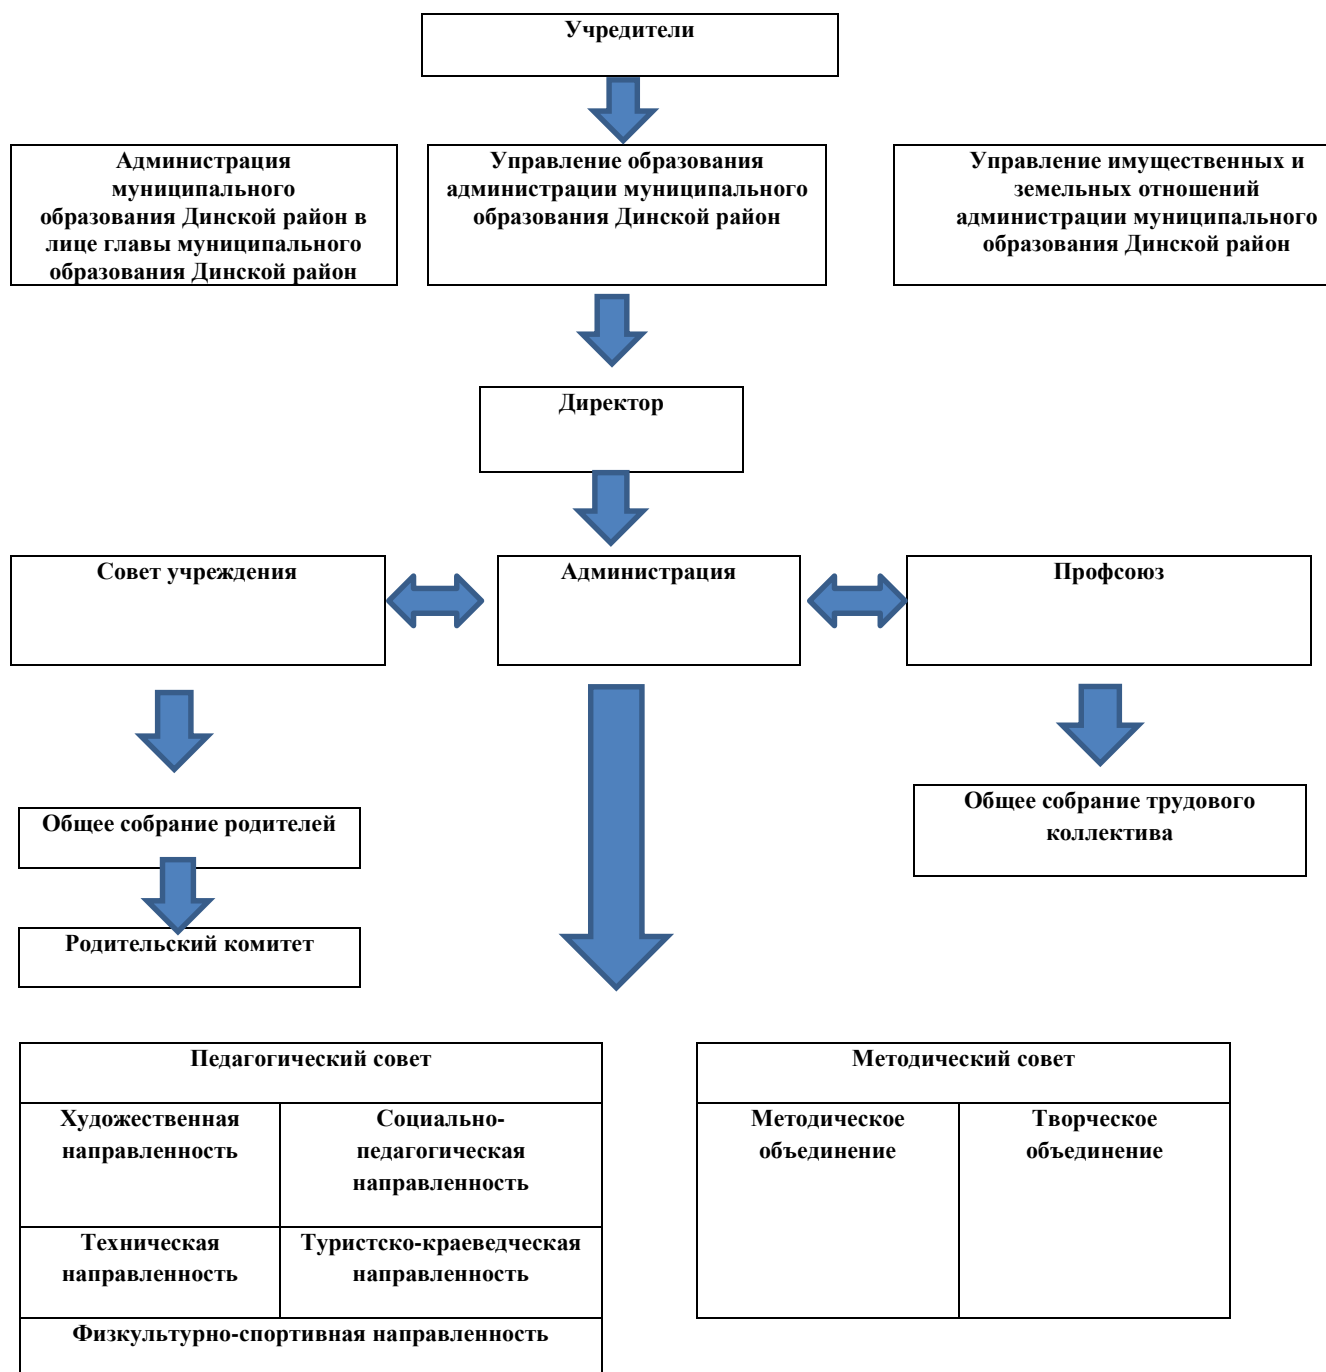 Учредители
Администрация
муниципального
образования Динской район в
лице главы муниципального
образования Динской район
Управление образования
администрации муниципального
образования Динской район
Управление имущественных и
земельных отношений
администрации муниципального
образования Динской район
Директор
Совет учреждения
Администрация
Профсоюз
Общее собрание родителей
Общее собрание трудового
коллектива
Родительский комитет
Педагогический совет
Художественная
направленность
Социально-
педагогическая
направленность
Техническая
направленность
Туристско-краеведческая
направленность
Физкультурно-спортивная направленность
Методический совет
Методическое
объединение
Творческое
объединение